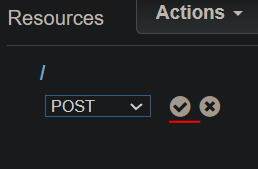 Resources
Actions
/
POST